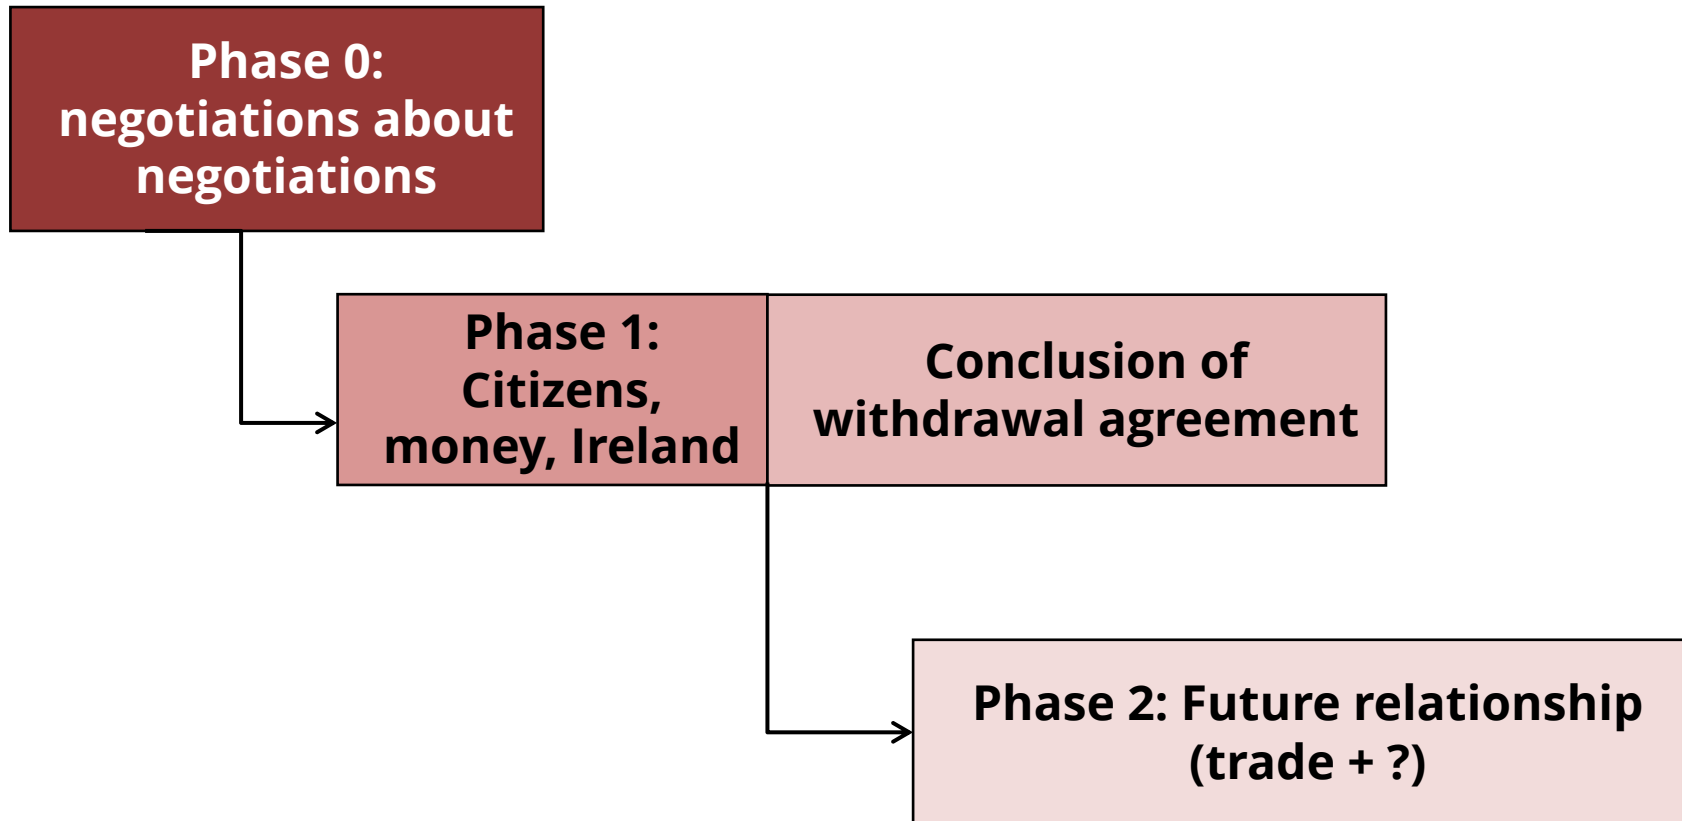 Phase 0:
negotiations about
negotiations
Phase 1:
Citizens,
money, Ireland
Conclusion of
withdrawal agreement
Phase 2: Future relationship
(trade + ?)